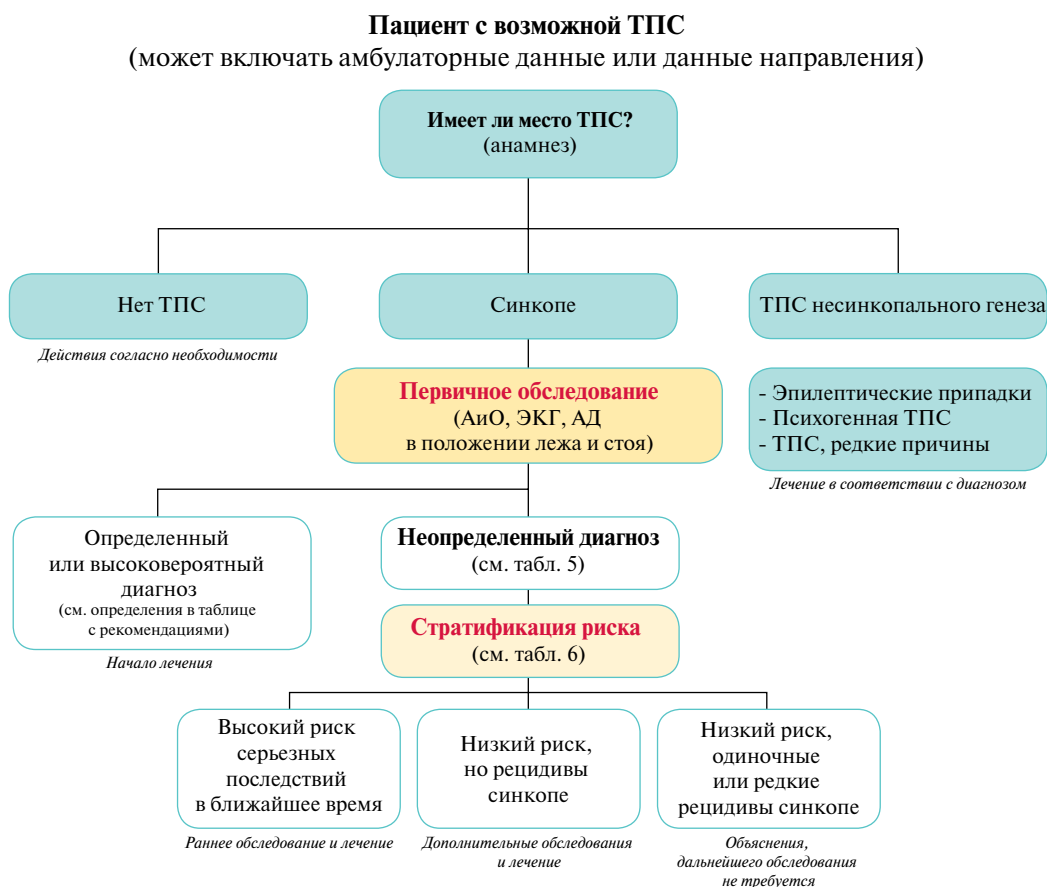 Пациент с возможной ТПС
(может включать амбулаторные данные или данные направления)
Имеет ли место ТПС?
(анамнез)
Нет ТПС
Действия согласно необходимости
Синкопе
ТПС несинкопального генеза
Первичное обследование
(АиО, ЭКГ, АД
в положении лежа и стоя)
- Эпилептические припадки
- Психогенная ТПС
- ТПС, редкие причины
Лечение в соответствии с диагнозом
Определенный
или высоковероятный
диагноз
(см. определения в таблице
с рекомендациями)
Начало лечения
Неопределенный диагноз
(см. табл. 5)
Стратификация риска
(см. табл. 6)
Высокий риск
серьезных
последствий
в ближайшее время
Раннее обследование и лечение
Низкий риск,
но рецидивы
синкопе
Дополнительные обследования
и лечение
Низкий риск,
одиночные
или редкие
рецидивы синкопе
Объяснения,
дальнейшего обследования
не требуется